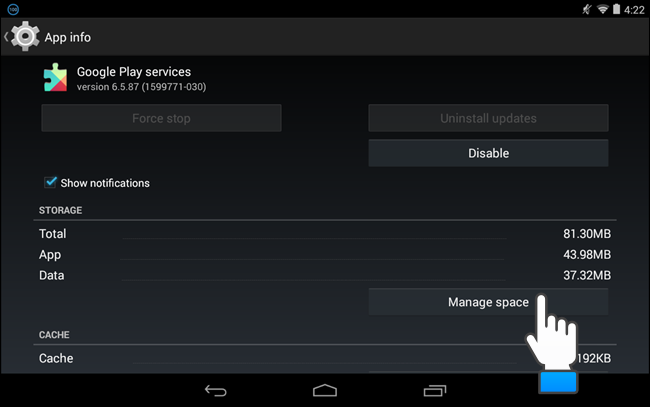 100
4:22
App info
Google Play services
version 6.5.87 (1599771-030)
Force stop
Uninstall updates
Disable
Show notifications
STORAGE
Total 81.30MB
App 43.98MB
Data 37.32MB
Manage space
CACHE
Cache 192KB